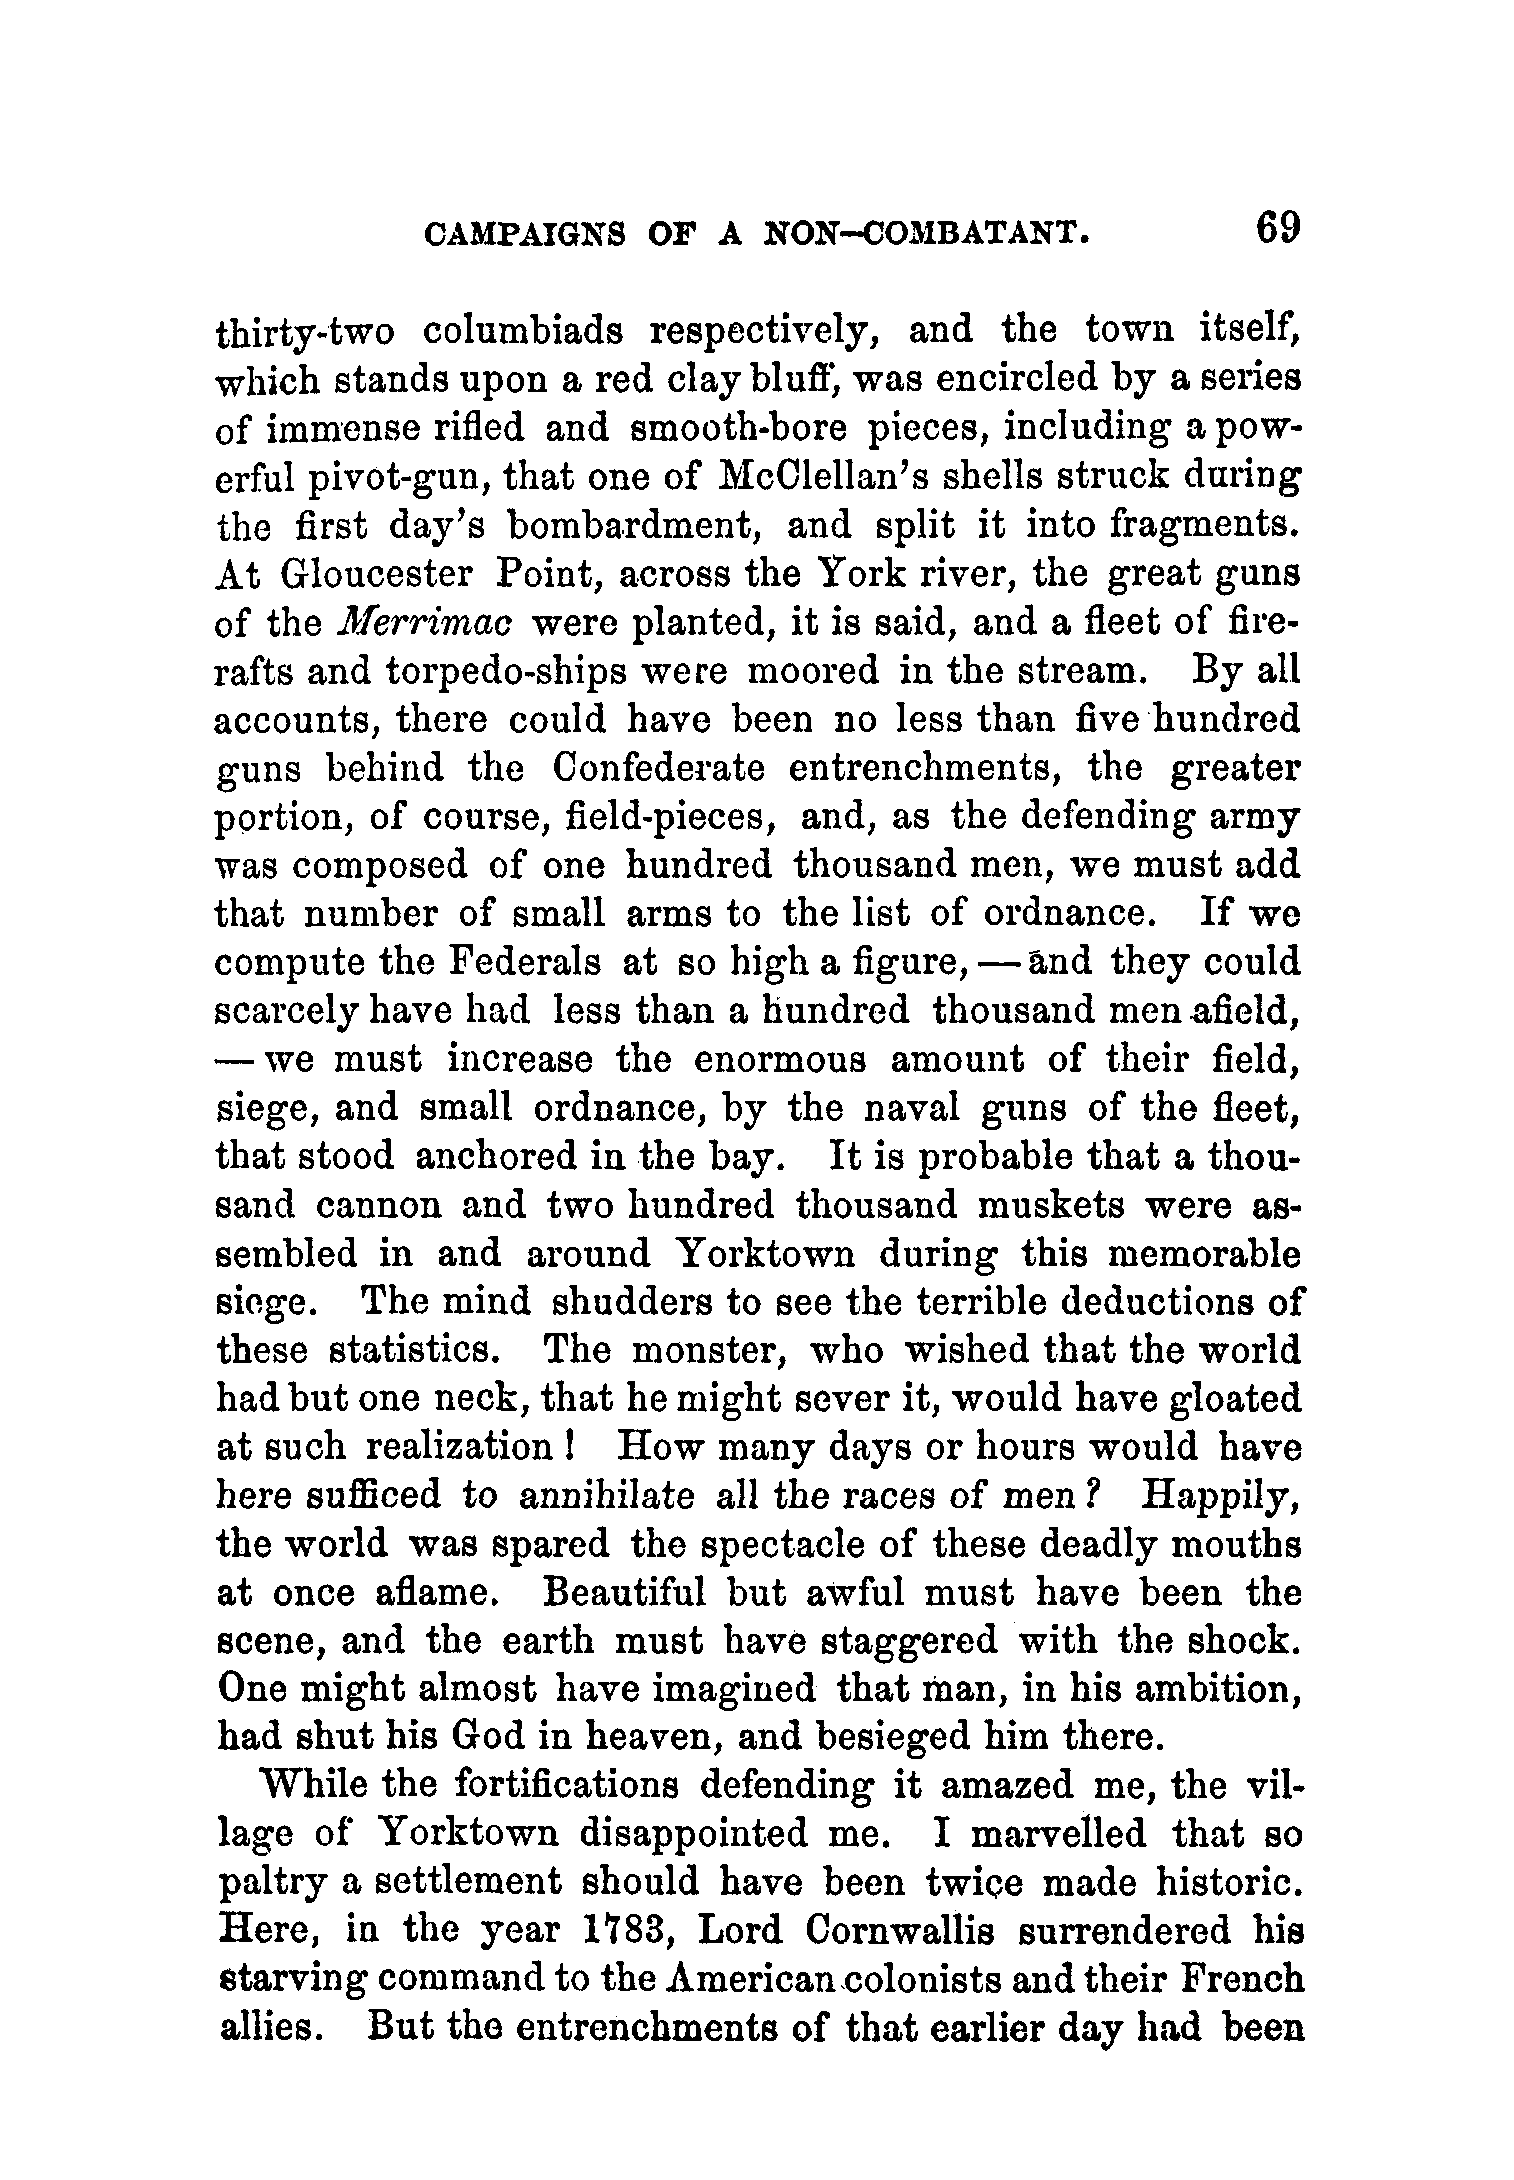 CAMPAIGNS OF A NON-COMBATANT. 69
thirty-two columbiads respectively, and the town itself,
which stands upon a red clay bluff, was encircled by a series
of immense rifled and smooth-bore pieces, including a pow-
erful pivot-gun, that one of McClellan's shells struck during
the first day's bombardment, and split it into fragments.
At Gloucester Point, across the York river, the great guns
of the Merrimac were planted, it is said, and a fleet of fire-
rafts and torpedo-ships were moored in the stream. By all
accounts, there could have been no less than five hundred
guns behind the Confederate entrenchments, the greater
portion, of course, field-pieces, and, as the defending army
was composed of one hundred thousand men, we must add
that number of small arms to the list of ordnance. If we
compute the Federals at so high a figure, — and they could
scarcely have had less than a hundred thousand men afield,
— we must increase the enormous amount of their field,
siege, and small ordnance, by the naval guns of the fleet,
that stood anchored in the bay. It is probable that a thou-
sand cannon and two hundred thousand muskets were as-
sembled in and around Yorktown during this memorable
siege. The mind shudders to see the terrible deductions of
these statistics. The monster, who wished that the world
had but one neck, that he might sever it, would have gloated
at such realization! How many days or hours would have
here sufficed to annihilate all the races of men? Happily,
the world was spared the spectacle of these deadly mouths
at once aflame. Beautiful but awful must have been the
scene, and the earth must have staggered with the shock.
One might almost have imagined that man, in his ambition,
had shut his God in heaven, and besieged him there.
While the fortifications defending it amazed me, the vil-
lage of Yorktown disappointed me. I marvelled that so
paltry a settlement should have been twice made historic.
Here, in the year 1783, Lord Cornwallis surrendered his
starving command to the American colonists and their French
allies. But the entrenchments of that earlier day had been